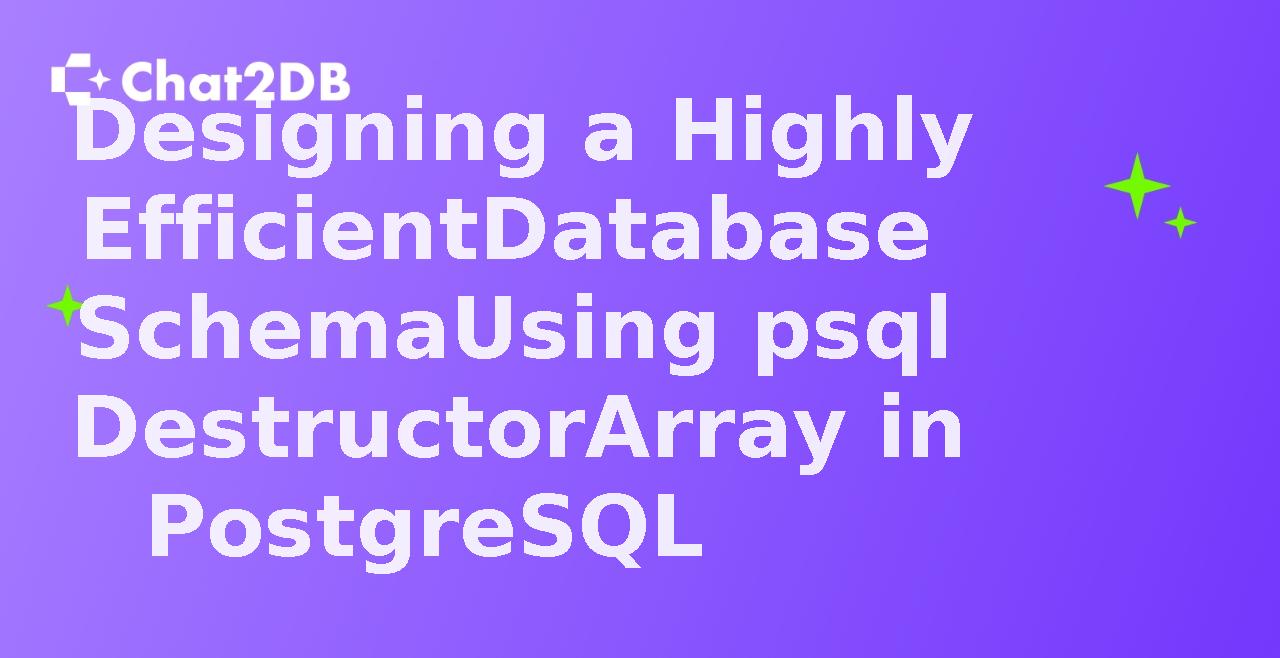 Chat2DB
Designing a Highly
EfficientDatabase
SchemaUsing psql
DestructorArray in
PostgreSQL